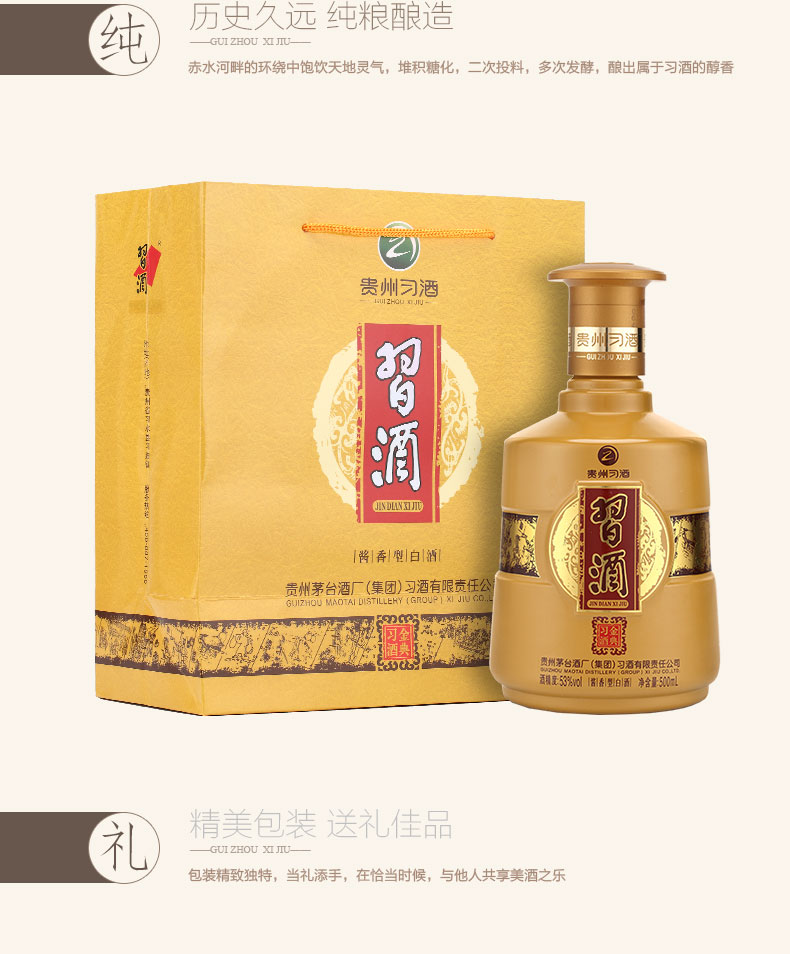 纯
历史久远 纯粮酿造
GUI ZHOU XI JIU
赤水河畔的环绕中饱饮天地灵气，堆积糖化，二次投料，多次发酵，酿出属于习酒的醇香
習酒
贵州习酒
GUI ZHOU XI JIU
習酒
JIN DIAN XI JIU
酱香型白酒
贵州茅台酒厂（集团）习酒有限责任公
GUIZHOU MAOTAI DISTILLERY ( GROUP ) XI JIU CO.,LTD.
金典
习酒
贵州习酒
GUI ZHOU XI JIU
贵州习酒
習酒
JIN DIAN XI JIU
金典
习酒
贵州茅台酒厂（集团）习酒有限责任公司
GUIZHOU MAOTAI DISTILLERY ( GROUP ) XI JIU CO.,LTD.
酒精度:53%vol 酱香型白酒 净含量:500mL
礼
精美包装 送礼佳品
GUI ZHOU XI JIU
包装精致独特，当礼添手，在恰当时候，与他人共享美酒之乐